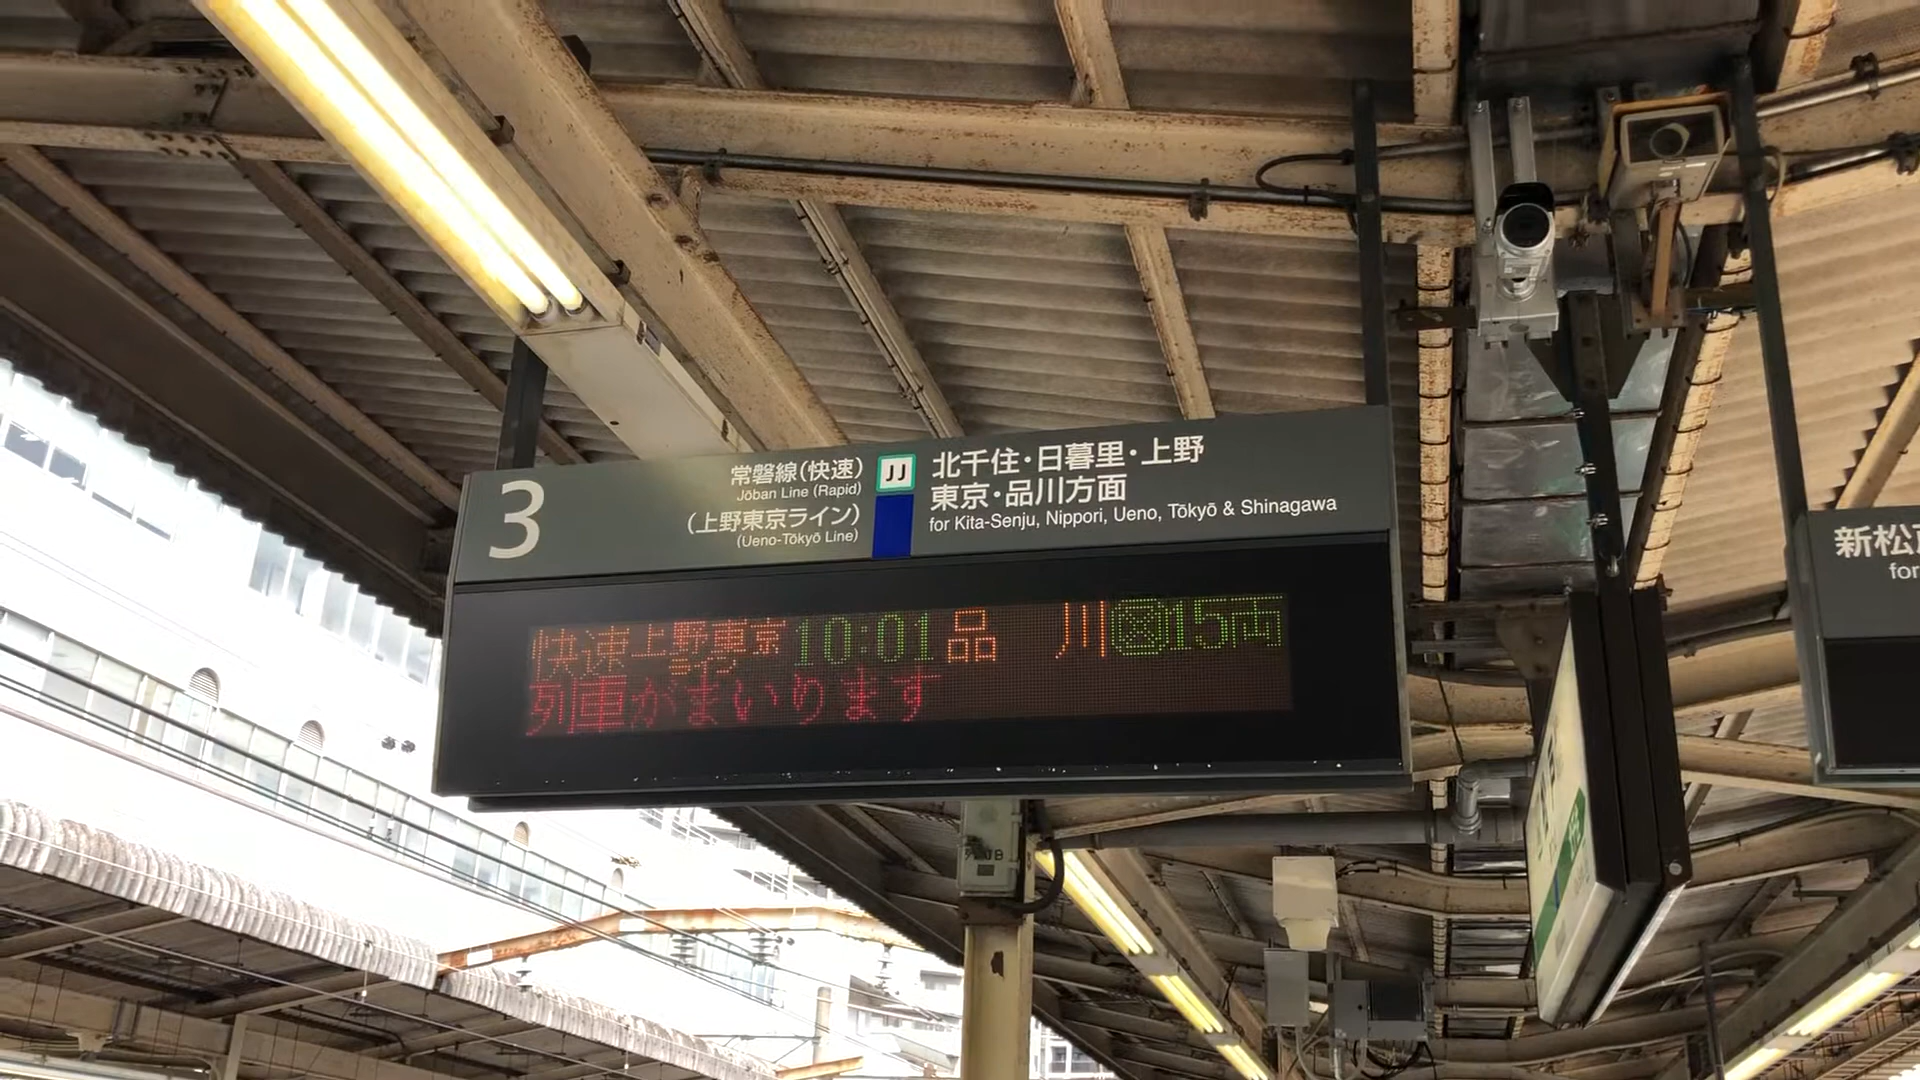 3
常磐線(快速)
Jōban Line (Rapid)
(上野東京ライン)
(Ueno-Tōkyō Line)
JJ
北千住・日暮里・上野
東京・品川方面
for Kita-Senju, Nippori, Ueno, Tōkyō & Shinagawa
快速上野東京ライン 10:01 品 川 15両
列車がまいります
新松
for